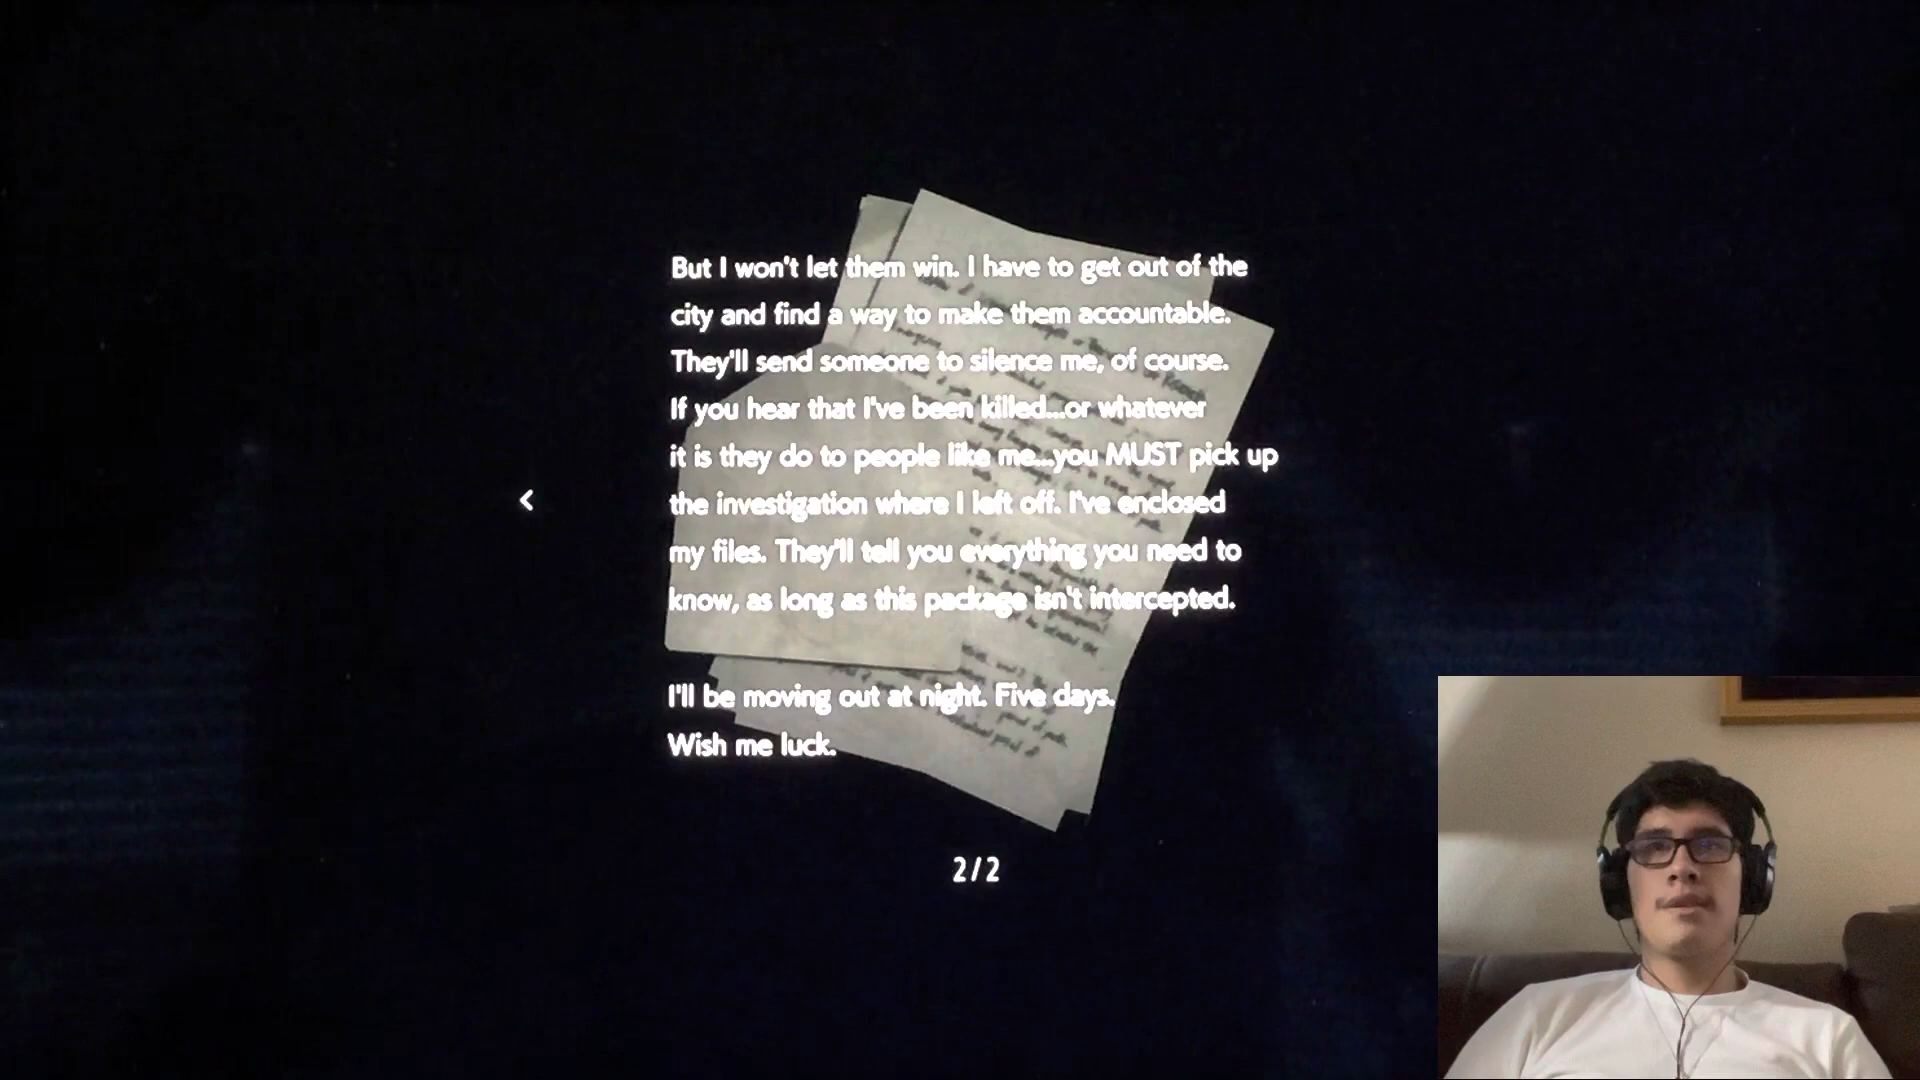 But I won't let them win. I have to get out of the
city and find a way to make them accountable.
They'll send someone to silence me, of course.
If you hear that I've been killed...or whatever
it is they do to people like me...you MUST pick up
the investigation where I left off. I've enclosed
my files. They'll tell you everything you need to
know, as long as this package isn't intercepted.
I'll be moving out at night. Five days.
Wish me luck.
2/2